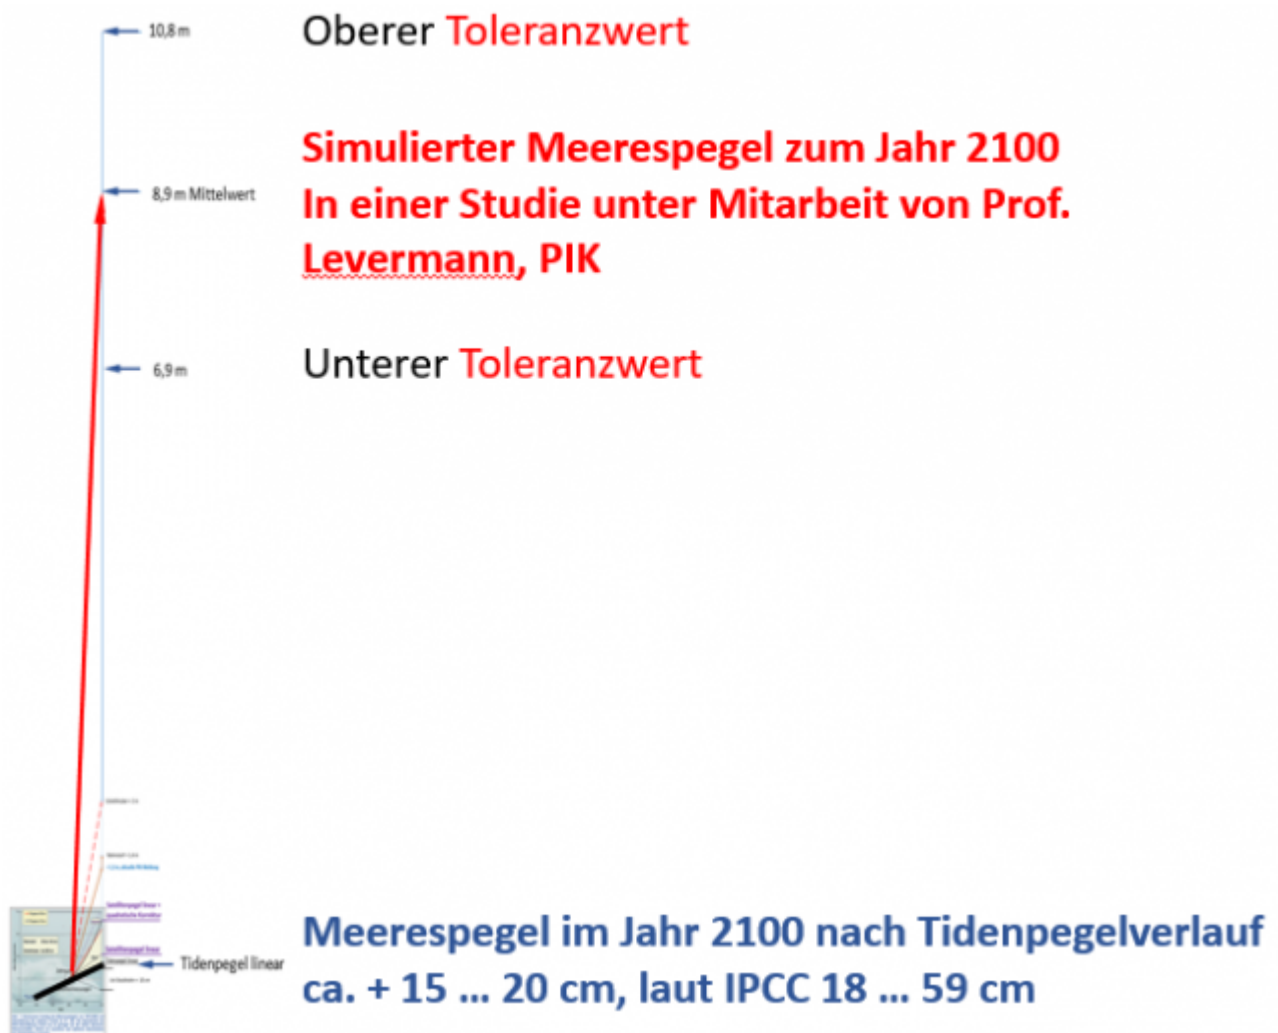 10,8 m
Oberer Toleranzwert
Simulierter Meerespegel zum Jahr 2100
8,9 m Mittelwert
In einer Studie unter Mitarbeit von Prof.
Levermann, PIK
6,9 m
Unterer Toleranzwert
Meerespegel im Jahr 2100 nach Tidenpegelverlauf
Tidenpegel linear
ca. + 15 ... 20 cm, laut IPCC 18 ... 59 cm